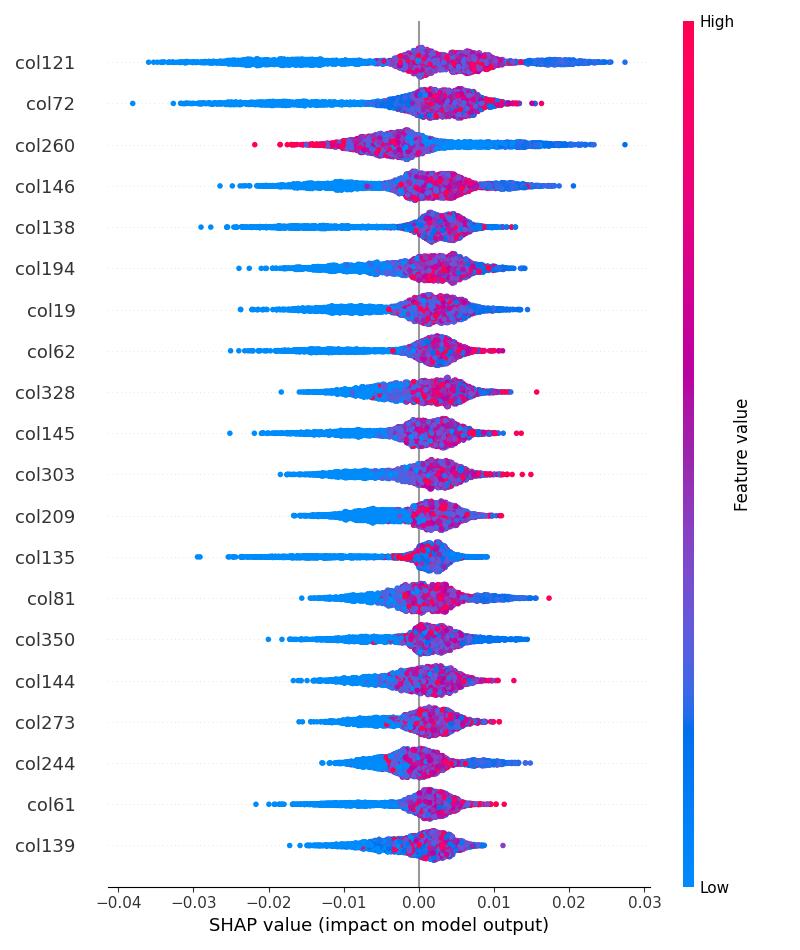 High
col121
col72
col260
col146
col138
col194
col19
col62
col328
col145
col303
col209
col135
col81
col350
col144
col273
col244
col61
col139
Feature value
Low
−0.04 −0.03 −0.02 −0.01 0.00 0.01 0.02 0.03
SHAP value (impact on model output)